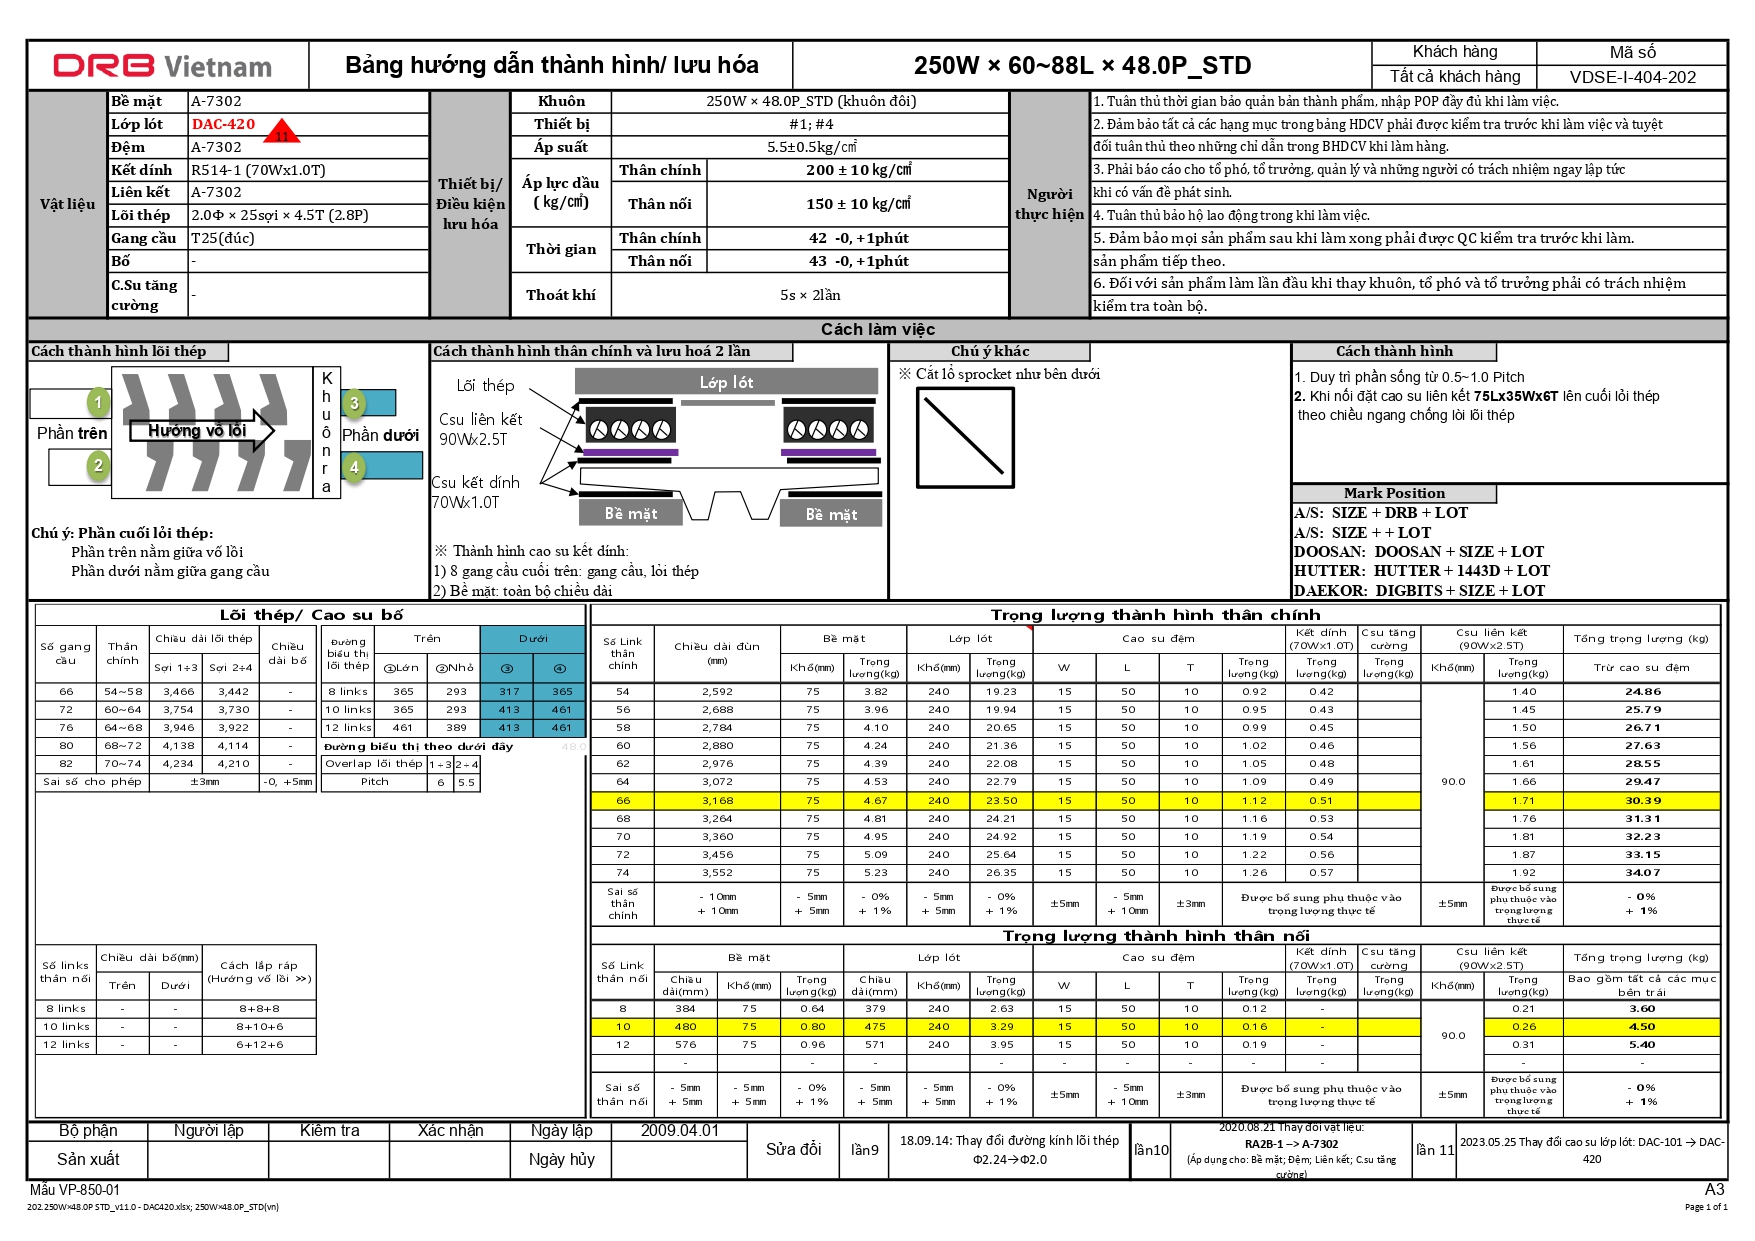 DRB Vietnam
Bảng hướng dẫn thành hình/ lưu hóa
250W × 60~88L × 48.0P_STD
Khách hàng
Mã số
Tất cả khách hàng
VDSE-I-404-202
Vật liệu
Bề mặt A-7302
Lớp lót DAC-420
11
Đệm A-7302
Kết dính R514-1 (70Wx1.0T)
Liên kết A-7302
Lõi thép 2.0Φ × 25sợi × 4.5T (2.8P)
Gang cầu T25(đúc)
Bố -
C.Su tăng cường -
Thiết bị/ Điều kiện lưu hóa
Khuôn 250W × 48.0P_STD (khuôn đôi)
Thiết bị #1; #4
Áp suất 5.5±0.5kg/㎠
Áp lực dầu ( kg/㎠)
Thân chính 200 ± 10 kg/㎠
Thân nối 150 ± 10 kg/㎠
Thời gian
Thân chính 42 -0, +1phút
Thân nối 43 -0, +1phút
Thoát khí 5s × 2lần
Người thực hiện
1. Tuân thủ thời gian bảo quản bản thành phẩm, nhập POP đầy đủ khi làm việc.
2. Đảm bảo tất cả các hạng mục trong bảng HDCV phải được kiểm tra trước khi làm việc và tuyệt
đối tuân thủ theo những chỉ dẫn trong BHDCV khi làm hàng.
3. Phải báo cáo cho tổ phó, tổ trưởng, quản lý và những người có trách nhiệm ngay lập tức
khi có vấn đề phát sinh.
4. Tuân thủ bảo hộ lao động trong khi làm việc.
5. Đảm bảo mọi sản phẩm sau khi làm xong phải được QC kiểm tra trước khi làm.
sản phẩm tiếp theo.
6. Đối với sản phẩm làm lần đầu khi thay khuôn, tổ phó và tổ trưởng phải có trách nhiệm
kiểm tra toàn bộ.
Cách làm việc
Cách thành hình lõi thép
1
2
3
4
Phần trên
Hướng vố lồi
Khuôn ra
Phần dưới
Chú ý: Phần cuối lỏi thép:
Phần trên nằm giữa vố lồi
Phần dưới nằm giữa gang cầu
Cách thành hình thân chính và lưu hoá 2 lần
Lõi thép
Lớp lót
Csu liên kết
90Wx2.5T
Csu kết dính
70Wx1.0T
Bề mặt
Bề mặt
※ Thành hình cao su kết dính:
1) 8 gang cầu cuối trên: gang cầu, lỏi thép
2) Bề mặt: toàn bộ chiều dài
Chú ý khác
※ Cắt lổ sprocket như bên dưới
Cách thành hình
1. Duy trì phần sống từ 0.5~1.0 Pitch
2. Khi nối đặt cao su liên kết 75Lx35Wx6T lên cuối lỏi thép
theo chiều ngang chống lòi lõi thép
Mark Position
A/S: SIZE + DRB + LOT
A/S: SIZE + + LOT
DOOSAN: DOOSAN + SIZE + LOT
HUTTER: HUTTER + 1443D + LOT
DAEKOR: DIGBITS + SIZE + LOT
Lõi thép/ Cao su bố
Số gang cầu | Thân chính | Chiều dài lõi thép | Chiều dài bố
Sợi 1÷3 | Sợi 2÷4
66 54~58 3,466 3,442 -
72 60~64 3,754 3,730 -
76 64~68 3,946 3,922 -
80 68~72 4,138 4,114 -
82 70~74 4,234 4,210 -
Sai số cho phép ±3mm -0, +5mm
Đường biểu thị lõi thép | Trên | Dưới
①Lớn ②Nhỏ ③ ④
8 links 365 293 317 365
10 links 365 293 413 461
12 links 461 389 413 461
Đường biểu thị theo dưới đây 48.0
Overlap lõi thép 1÷3 2÷4
Pitch 6 5.5
Số links thân nối | Chiều dài bố(mm) | Cách lắp ráp (Hướng vố lồi >>)
Trên | Dưới
8 links - - 8+8+8
10 links - - 8+10+6
12 links - - 6+12+6
Trọng lượng thành hình thân chính
Số Link thân chính | Chiều dài đùn (mm) | Bề mặt | Lớp lót | Cao su đệm | Kết dính (70W×1.0T) | Csu tăng cường | Csu liên kết (90W×2.5T) | Tổng trọng lượng (kg)
Khổ(mm) | Trọng lượng(kg) | Khổ(mm) | Trọng lượng(kg) | W | L | T | Trọng lượng(kg) | Trọng lượng(kg) | Trọng lượng(kg) | Khổ(mm) | Trọng lượng(kg) | Trừ cao su đệm
54 2,592 75 3.82 240 19.23 15 50 10 0.92 0.42 1.40 24.86
56 2,688 75 3.96 240 19.94 15 50 10 0.95 0.43 1.45 25.79
58 2,784 75 4.10 240 20.65 15 50 10 0.99 0.45 1.50 26.71
60 2,880 75 4.24 240 21.36 15 50 10 1.02 0.46 1.56 27.63
62 2,976 75 4.39 240 22.08 15 50 10 1.05 0.48 1.61 28.55
64 3,072 75 4.53 240 22.79 15 50 10 1.09 0.49 90.0 1.66 29.47
66 3,168 75 4.67 240 23.50 15 50 10 1.12 0.51 1.71 30.39
68 3,264 75 4.81 240 24.21 15 50 10 1.16 0.53 1.76 31.31
70 3,360 75 4.95 240 24.92 15 50 10 1.19 0.54 1.81 32.23
72 3,456 75 5.09 240 25.64 15 50 10 1.22 0.56 1.87 33.15
74 3,552 75 5.23 240 26.35 15 50 10 1.26 0.57 1.92 34.07
Sai số thân chính | - 10mm + 10mm | - 5mm + 5mm | - 0% + 1% | - 5mm + 5mm | - 0% + 1% | ±5mm | - 5mm + 10mm | ±3mm | Được bổ sung phụ thuộc vào trọng lượng thực tế | ±5mm | Được bổ sung phụ thuộc vào trọng lượng thực tế | - 0% + 1%
Trọng lượng thành hình thân nối
Số Link thân nối | Bề mặt | Lớp lót | Cao su đệm | Kết dính (70W×1.0T) | Csu tăng cường | Csu liên kết (90W×2.5T) | Tổng trọng lượng (kg)
Chiều dài(mm) | Khổ(mm) | Trọng lượng(kg) | Chiều dài(mm) | Khổ(mm) | Trọng lượng(kg) | W | L | T | Trọng lượng(kg) | Trọng lượng(kg) | Trọng lượng(kg) | Khổ(mm) | Trọng lượng(kg) | Bao gồm tất cả các mục bên trái
8 384 75 0.64 379 240 2.63 15 50 10 0.12 - 0.21 3.60
10 480 75 0.80 475 240 3.29 15 50 10 0.16 - 90.0 0.26 4.50
12 576 75 0.96 571 240 3.95 15 50 10 0.19 - 0.31 5.40
- - - - - - - - - - - - -
Sai số thân nối | - 5mm + 5mm | - 5mm + 5mm | - 0% + 1% | - 5mm + 5mm | - 5mm + 5mm | - 0% + 1% | ±5mm | - 5mm + 10mm | ±3mm | Được bổ sung phụ thuộc vào trọng lượng thực tế | ±5mm | Được bổ sung phụ thuộc vào trọng lượng thực tế | - 0% + 1%
Bộ phận | Người lập | Kiểm tra | Xác nhận | Ngày lập | 2009.04.01
Sản xuất | Ngày hủy
Sửa đổi
lần9 18.09.14: Thay đổi đường kính lõi thép Φ2.24→Φ2.0
lần10 2020.08.21 Thay đổi vật liệu:
RA2B-1 --> A-7302
(Áp dụng cho: Bề mặt; Đệm; Liên kết; C.su tăng cường)
lần 11 2023.05.25 Thay đổi cao su lớp lót: DAC-101 → DAC-420
Mẫu VP-850-01
A3
202.250W×48.0P STD_v11.0 - DAC420.xlsx; 250W×48.0P_STD(vn)
Page 1 of 1